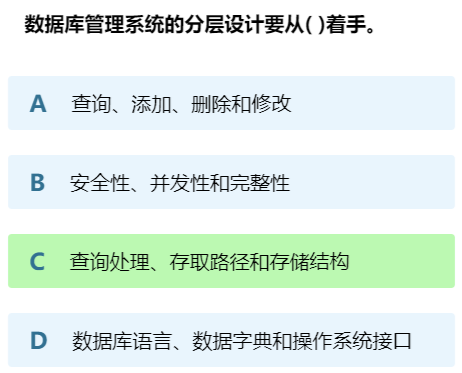 数据库管理系统的分层设计要从( )着手。
A 查询、添加、删除和修改
B 安全性、并发性和完整性
C 查询处理、存取路径和存储结构
D 数据库语言、数据字典和操作系统接口